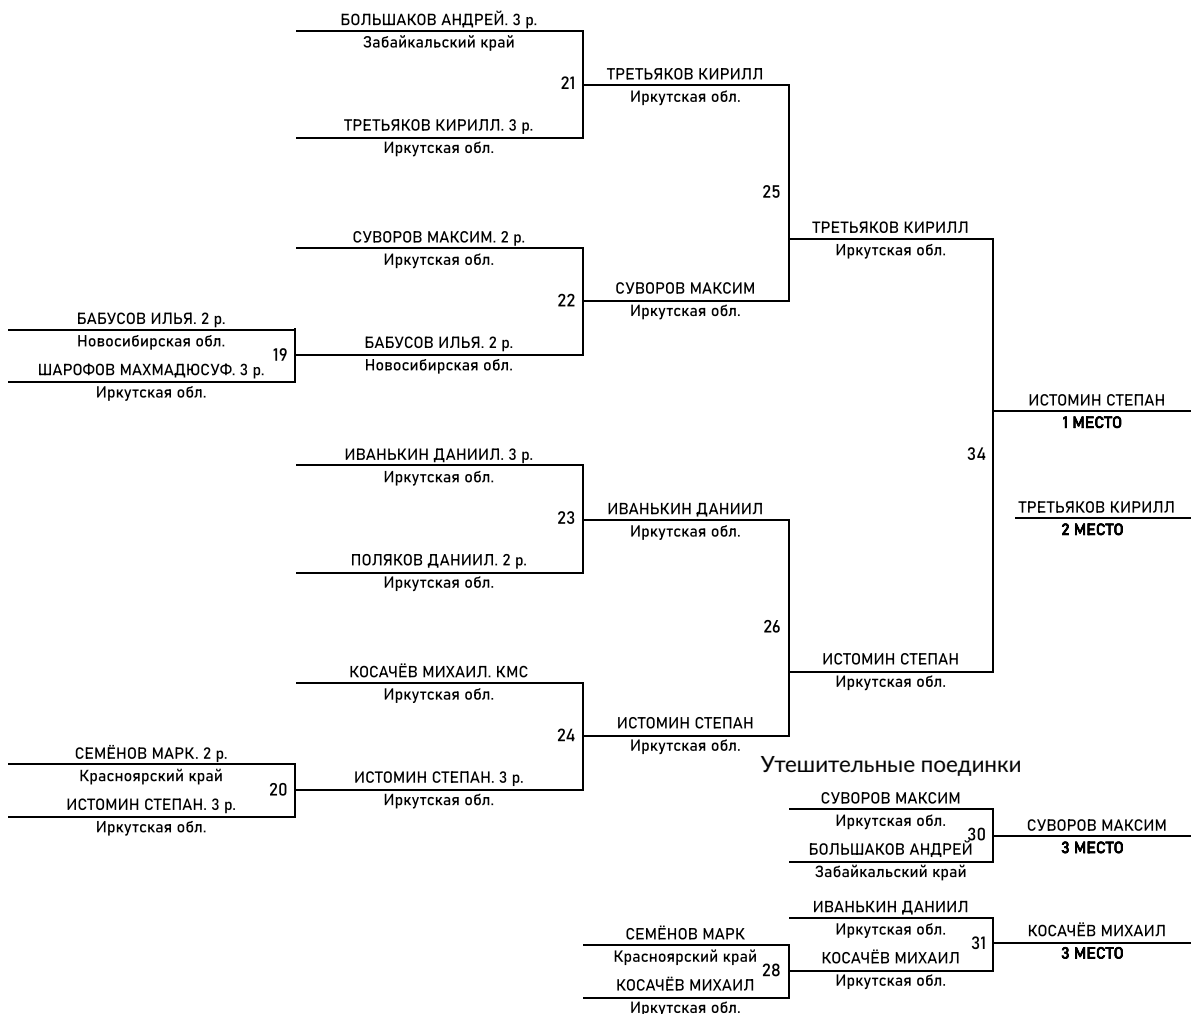 БОЛЬШАКОВ АНДРЕЙ. 3 р.
Забайкальский край
21
ТРЕТЬЯКОВ КИРИЛЛ
Иркутская обл.
ТРЕТЬЯКОВ КИРИЛЛ. 3 р.
Иркутская обл.
25
ТРЕТЬЯКОВ КИРИЛЛ
Иркутская обл.
СУВОРОВ МАКСИМ. 2 р.
Иркутская обл.
22
СУВОРОВ МАКСИМ
Иркутская обл.
БАБУСОВ ИЛЬЯ. 2 р.
Новосибирская обл.
19
БАБУСОВ ИЛЬЯ. 2 р.
Новосибирская обл.
ШАРОФОВ МАХМАДЮСУФ. 3 р.
Иркутская обл.
ИСТОМИН СТЕПАН
1 МЕСТО
34
ИВАНЬКИН ДАНИИЛ. 3 р.
Иркутская обл.
23
ИВАНЬКИН ДАНИИЛ
Иркутская обл.
ТРЕТЬЯКОВ КИРИЛЛ
2 МЕСТО
ПОЛЯКОВ ДАНИИЛ. 2 р.
Иркутская обл.
26
ИСТОМИН СТЕПАН
Иркутская обл.
КОСАЧЁВ МИХАИЛ. КМС
Иркутская обл.
24
ИСТОМИН СТЕПАН
Иркутская обл.
СЕМЁНОВ МАРК. 2 р.
Красноярский край
20
ИСТОМИН СТЕПАН. 3 р.
Иркутская обл.
ИСТОМИН СТЕПАН. 3 р.
Иркутская обл.
Утешительные поединки
СУВОРОВ МАКСИМ
Иркутская обл.
30
СУВОРОВ МАКСИМ
3 МЕСТО
БОЛЬШАКОВ АНДРЕЙ
Забайкальский край
ИВАНЬКИН ДАНИИЛ
Иркутская обл.
31
КОСАЧЁВ МИХАИЛ
3 МЕСТО
СЕМЁНОВ МАРК
Красноярский край
28
КОСАЧЁВ МИХАИЛ
Иркутская обл.
КОСАЧЁВ МИХАИЛ
Иркутская обл.